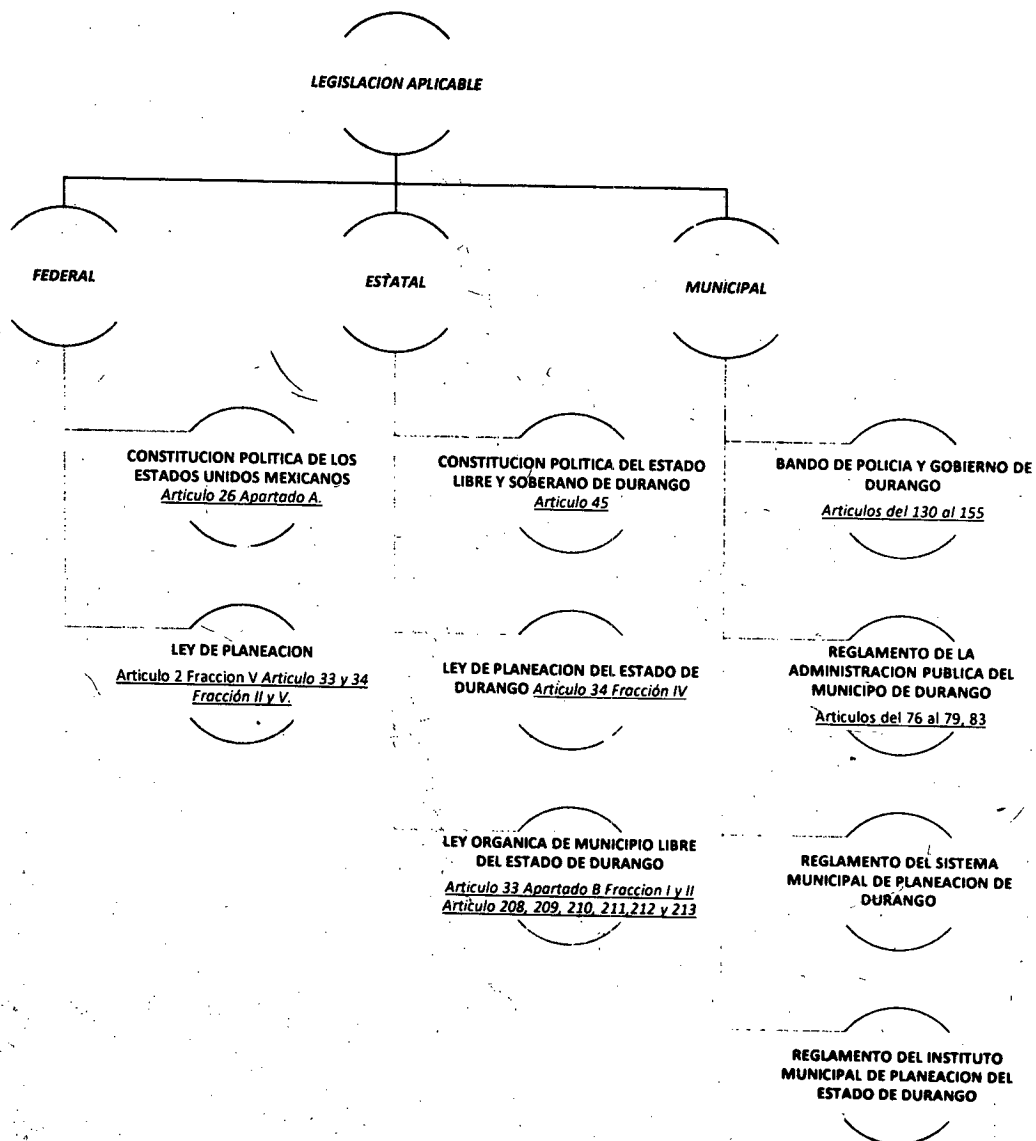 LEGISLACION APLICABLE
FEDERAL
ESTATAL
MUNICIPAL
CONSTITUCION POLITICA DE LOS
ESTADOS UNIDOS MEXICANOS
Articulo 26 Apartado A.
CONSTITUCION POLITICA DEL ESTADO
LIBRE Y SOBERANO DE DURANGO
Articulo 45
BANDO DE POLICIA Y GOBIERNO DE
DURANGO
Articulos del 130 al 155
LEY DE PLANEACION
Articulo 2 Fraccion V Articulo 33 y 34
Fracción II y V.
LEY DE PLANEACION DEL ESTADO DE
DURANGO Articulo 34 Fracción IV
REGLAMENTO DE LA
ADMINISTRACION PUBLICA DEL
MUNICIPO DE DURANGO
Articulos del 76 al 79, 83
LEY ORGANICA DE MUNICIPIO LIBRE
DEL ESTADO DE DURANGO
Articulo 33 Apartado B Fraccion I y II
Articulo 208, 209, 210, 211,212 y 213
REGLAMENTO DEL SISTEMA
MUNICIPAL DE PLANEACION DE
DURANGO
REGLAMENTO DEL INSTITUTO
MUNICIPAL DE PLANEACION DEL
ESTADO DE DURANGO